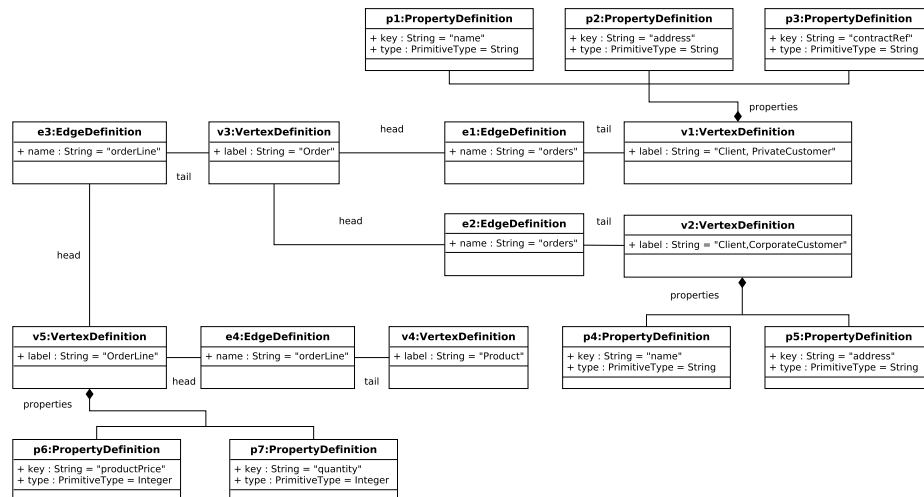 p1:PropertyDefinition
+ key : String = "name"
+ type : PrimitiveType = String
p2:PropertyDefinition
+ key : String = "address"
+ type : PrimitiveType = String
p3:PropertyDefinition
+ key : String = "contractRef"
+ type : PrimitiveType = String
properties
e3:EdgeDefinition
+ name : String = "orderLine"
tail
v3:VertexDefinition
+ label : String = "Order"
head
e1:EdgeDefinition
+ name : String = "orders"
tail
v1:VertexDefinition
+ label : String = "Client, PrivateCustomer"
head
e2:EdgeDefinition
+ name : String = "orders"
tail
v2:VertexDefinition
+ label : String = "Client,CorporateCustomer"
head
properties
v5:VertexDefinition
+ label : String = "OrderLine"
head
e4:EdgeDefinition
+ name : String = "orderLine"
tail
v4:VertexDefinition
+ label : String = "Product"
p4:PropertyDefinition
+ key : String = "name"
+ type : PrimitiveType = String
p5:PropertyDefinition
+ key : String = "address"
+ type : PrimitiveType = String
properties
p6:PropertyDefinition
+ key : String = "productPrice"
+ type : PrimitiveType = Integer
p7:PropertyDefinition
+ key : String = "quantity"
+ type : PrimitiveType = Integer